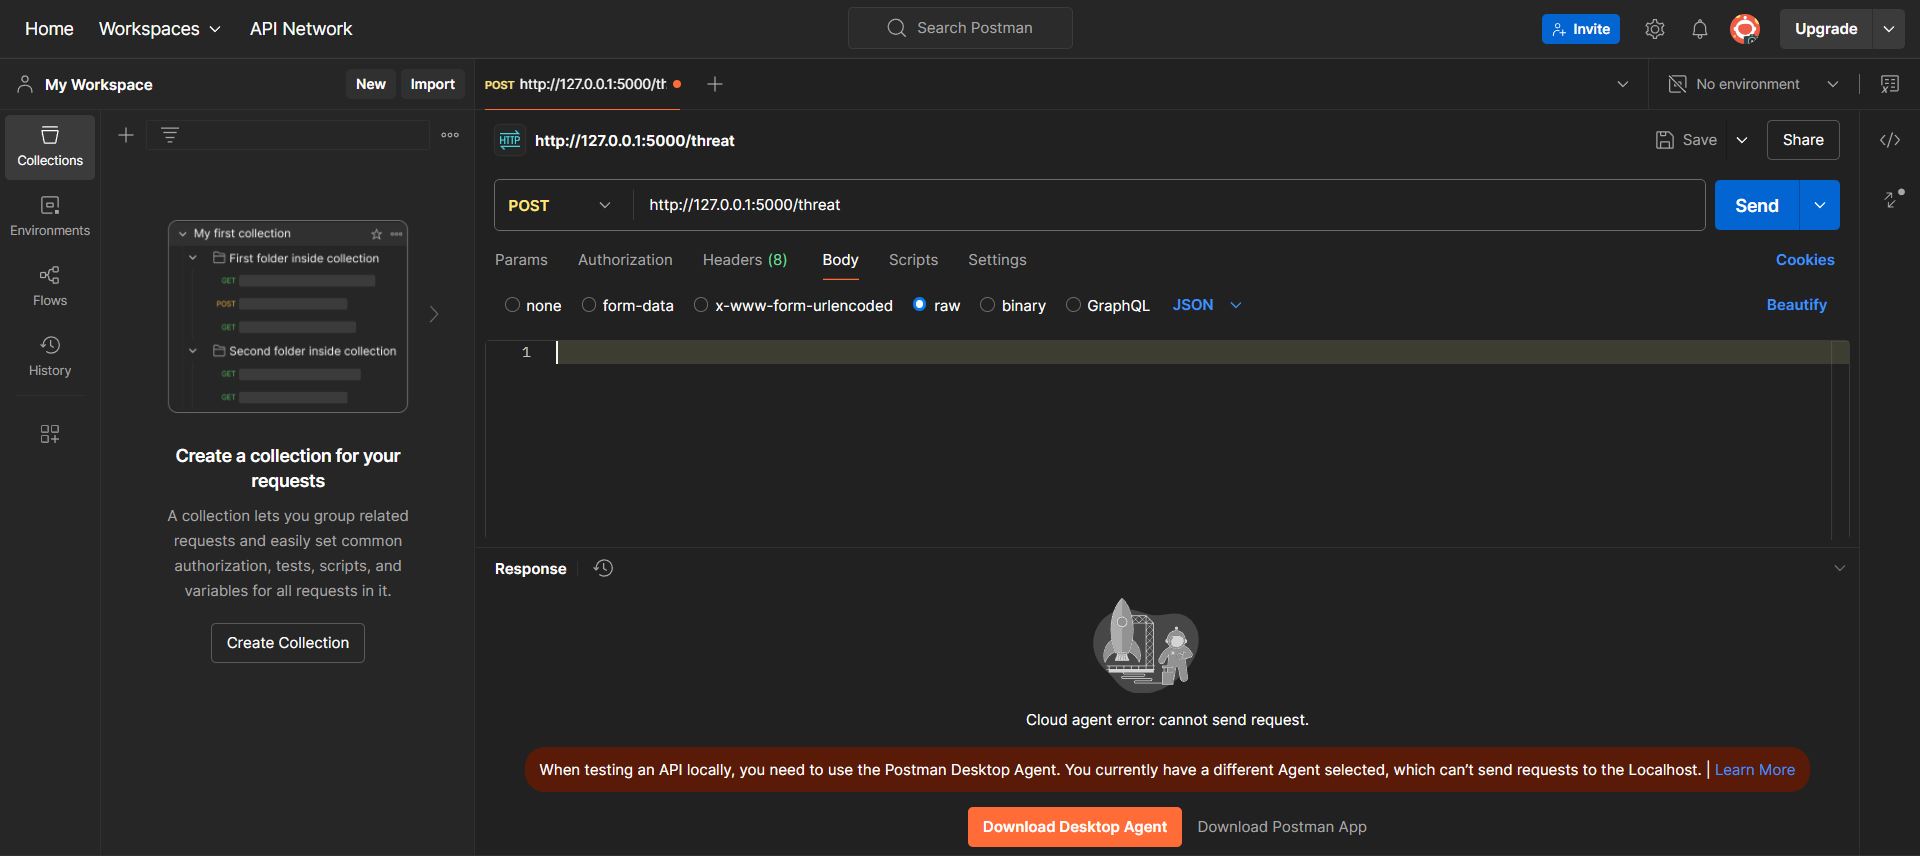 Home Workspaces API Network Search Postman Invite Upgrade
My Workspace New Import POST http://127.0.0.1:5000/th No environment
Collections
Environments
Flows
History
My first collection
First folder inside collection
GET
POST
GET
Second folder inside collection
GET
GET
Create a collection for your
requests
A collection lets you group related
requests and easily set common
authorization, tests, scripts, and
variables for all requests in it.
Create Collection
HTTP http://127.0.0.1:5000/threat Save Share
POST http://127.0.0.1:5000/threat Send
Params Authorization Headers (8) Body Scripts Settings Cookies
none form-data x-www-form-urlencoded raw binary GraphQL JSON Beautify
1
Response
Cloud agent error: cannot send request.
When testing an API locally, you need to use the Postman Desktop Agent. You currently have a different Agent selected, which can’t send requests to the Localhost. | Learn More
Download Desktop Agent Download Postman App